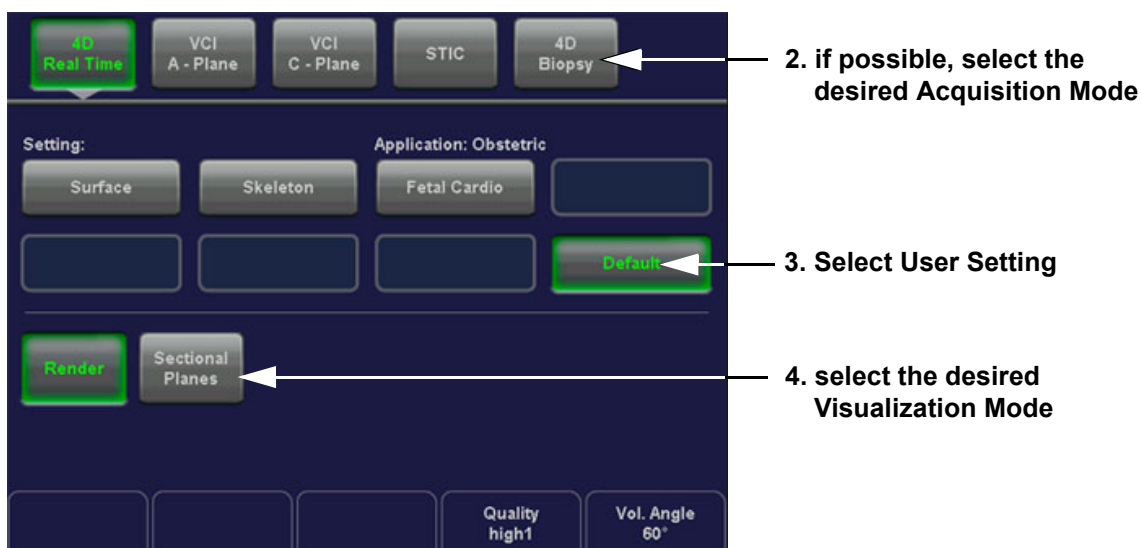 4D
Real Time
VCI
A - Plane
VCI
C - Plane
STIC
4D
Biopsy
2. if possible, select the
desired Acquisition Mode
Setting:
Application: Obstetric
Surface
Skeleton
Fetal Cardio
Default
3. Select User Setting
Render
Sectional
Planes
4. select the desired
Visualization Mode
Quality
high1
Vol. Angle
60°